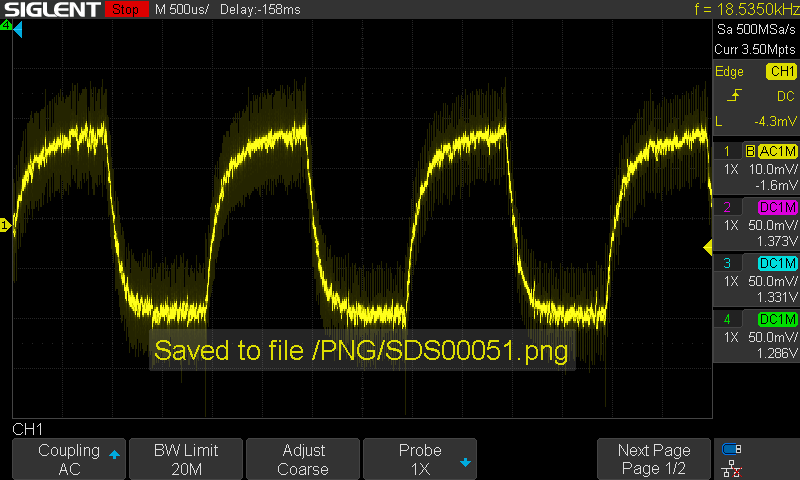 SIGLENT Stop M 500us/ Delay:-158ms f = 18.5350kHz
4
Sa 500MSa/s
Curr 3.50Mpts
Edge CH1
DC
L -4.3mV
1 B AC1M
1X 10.0mV/
-1.6mV
2 DC1M
1X 50.0mV/
1.373V
3 DC1M
1X 50.0mV/
1.331V
4 DC1M
1X 50.0mV/
1.286V
1
Saved to file /PNG/SDS00051.png
CH1
Coupling
AC
BW Limit
20M
Adjust
Coarse
Probe
1X
Next Page
Page 1/2